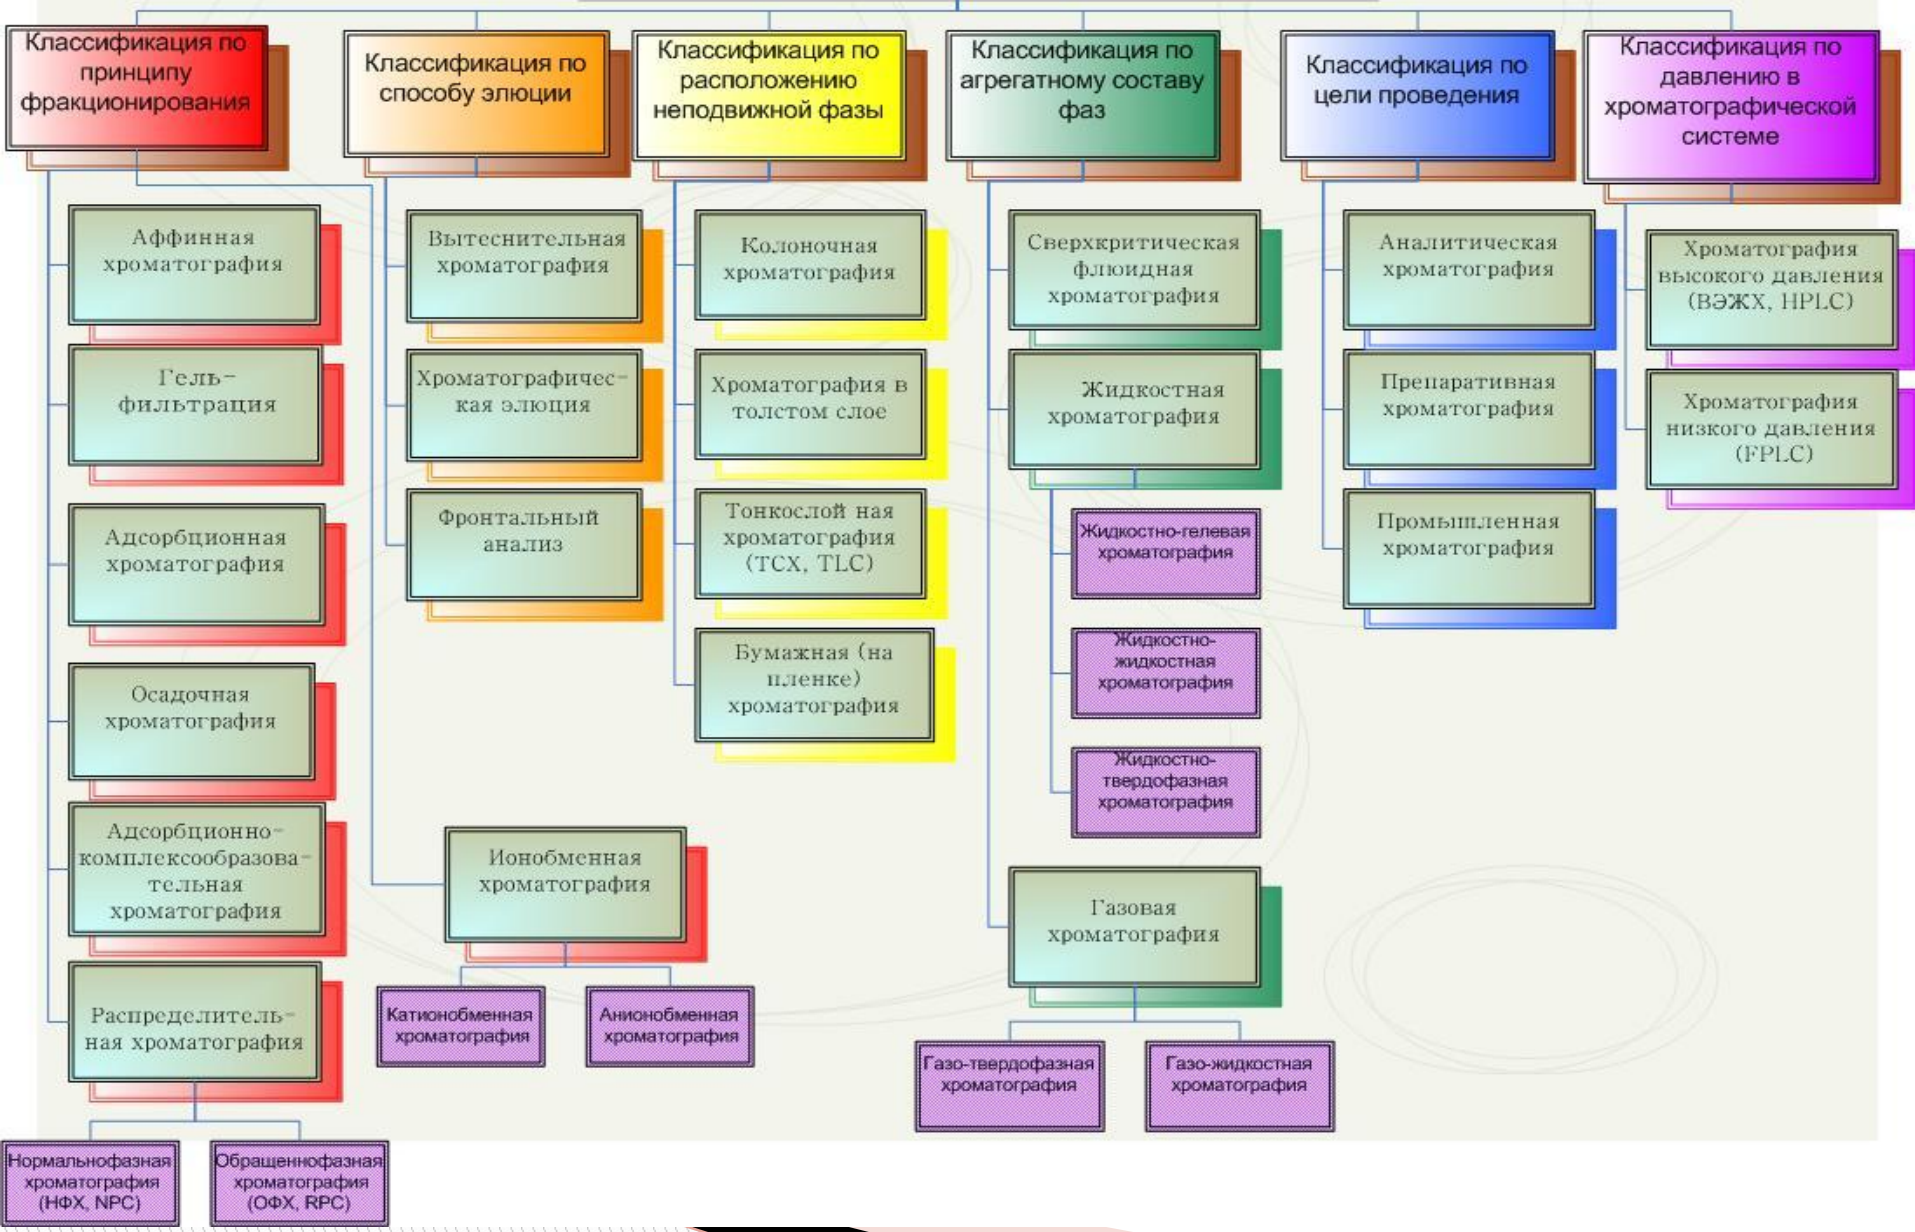 Классификация по
принципу
фракционирования
Классификация по
способу элюции
Классификация по
расположению
неподвижной фазы
Классификация по
агрегатному составу
фаз
Классификация по
цели проведения
Классификация по
давлению в
хроматографической
системе
Аффинная
хроматография
Гель-
фильтрация
Адсорбционная
хроматография
Осадочная
хроматография
Адсорбционно-
комплексообразова-
тельная
хроматография
Распределитель-
ная хроматография
Нормальнофазная
хроматография
(НФХ, NPC)
Обращеннофазная
хроматография
(ОФХ, RPC)
Ионобменная
хроматография
Катионобменная
хроматография
Анионобменная
хроматография
Вытеснительная
хроматография
Хроматографичес-
кая элюция
Фронтальный
анализ
Колоночная
хроматография
Хроматография в
толстом слое
Тонкослой ная
хроматография
(ТСХ, TLC)
Бумажная (на
пленке)
хроматография
Сверхкритическая
флюидная
хроматография
Жидкостная
хроматография
Жидкостно-гелевая
хроматография
Жидкостно-
жидкостная
хроматография
Жидкостно-
твердофазная
хроматография
Газовая
хроматография
Газо-твердофазная
хроматография
Газо-жидкостная
хроматография
Аналитическая
хроматография
Препаративная
хроматография
Промышленная
хроматография
Хроматография
высокого давления
(ВЭЖХ, HPLC)
Хроматография
низкого давления
(FPLC)